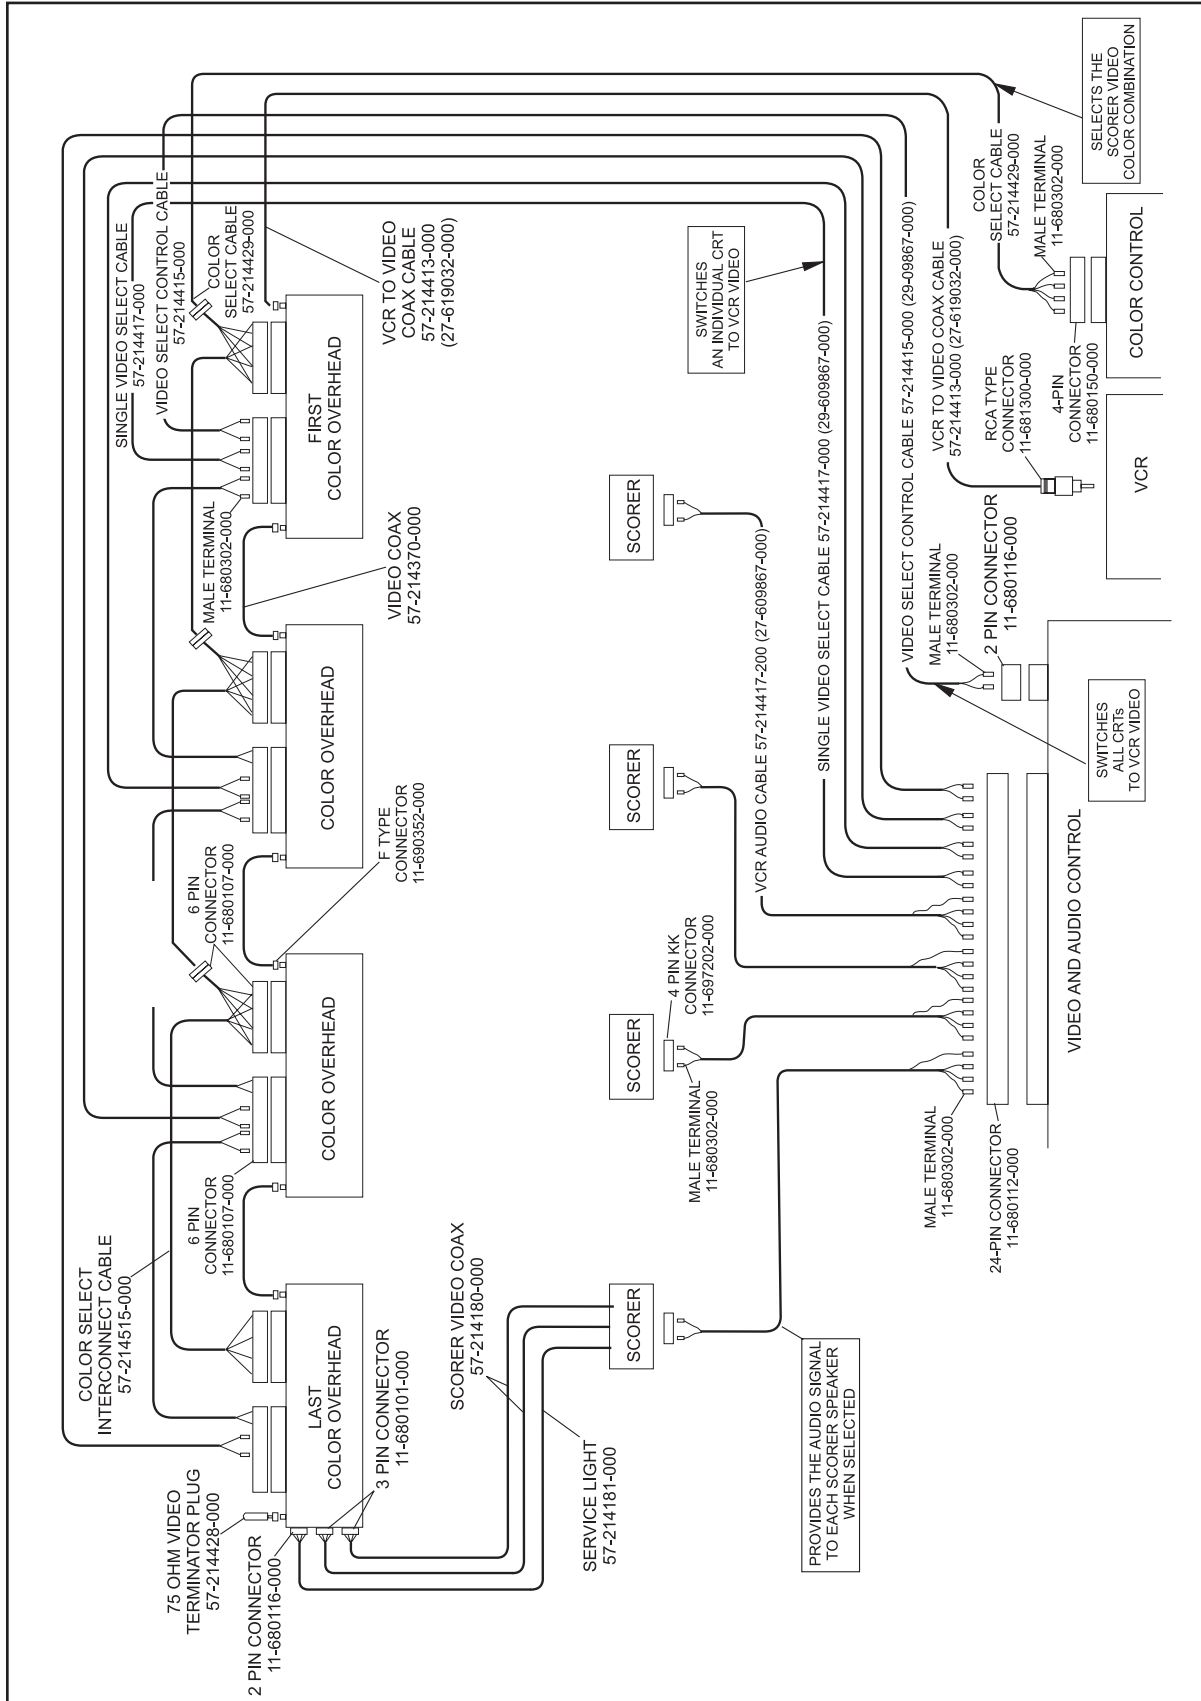 75 OHM VIDEO
TERMINATOR PLUG
57-214428-000
2 PIN CONNECTOR
11-680116-000
COLOR SELECT
INTERCONNECT CABLE
57-214515-000
6 PIN
CONNECTOR
11-680107-000
6 PIN
CONNECTOR
11-680107-000
MALE TERMINAL
11-680302-000
SINGLE VIDEO SELECT CABLE
57-214417-000
VIDEO SELECT CONTROL CABLE
57-214415-000
COLOR
SELECT CABLE
57-214429-000
LAST
COLOR OVERHEAD
COLOR OVERHEAD
COLOR OVERHEAD
FIRST
COLOR OVERHEAD
3 PIN CONNECTOR
11-680101-000
F TYPE
CONNECTOR
11-690352-000
VIDEO COAX
57-214370-000
VCR TO VIDEO
COAX CABLE
57-214413-000
(27-619032-000)
SCORER VIDEO COAX
57-214180-000
SERVICE LIGHT
57-214181-000
SCORER
SCORER
SCORER
SCORER
4 PIN KK
CONNECTOR
11-697202-000
MALE TERMINAL
11-680302-000
SWITCHES
AN INDIVIDUAL CRT
TO VCR VIDEO
VCR AUDIO CABLE 57-214417-200 (27-609867-000)
SINGLE VIDEO SELECT CABLE 57-214417-000 (29-609867-000)
VIDEO SELECT CONTROL CABLE 57-214415-000 (29-09867-000)
VCR TO VIDEO COAX CABLE
57-214413-000 (27-619032-000)
PROVIDES THE AUDIO SIGNAL
TO EACH SCORER SPEAKER
WHEN SELECTED
MALE TERMINAL
11-680302-000
24-PIN CONNECTOR
11-680112-000
VIDEO AND AUDIO CONTROL
MALE TERMINAL
11-680302-000
2 PIN CONNECTOR
11-680116-000
SWITCHES
ALL CRTs
TO VCR VIDEO
RCA TYPE
CONNECTOR
11-681300-000
VCR
COLOR
SELECT CABLE
57-214429-000
MALE TERMINAL
11-680302-000
4-PIN
CONNECTOR
11-680150-000
COLOR CONTROL
SELECTS THE
SCORER VIDEO
COLOR COMBINATION